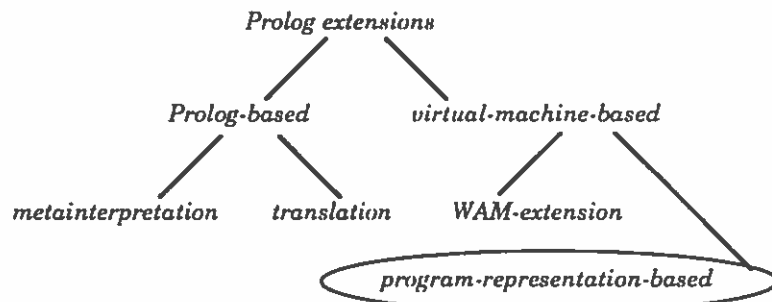 Prolog extensions
Prolog-based virtual-machine-based
metainterpretation translation WAM-extension
program-representation-based